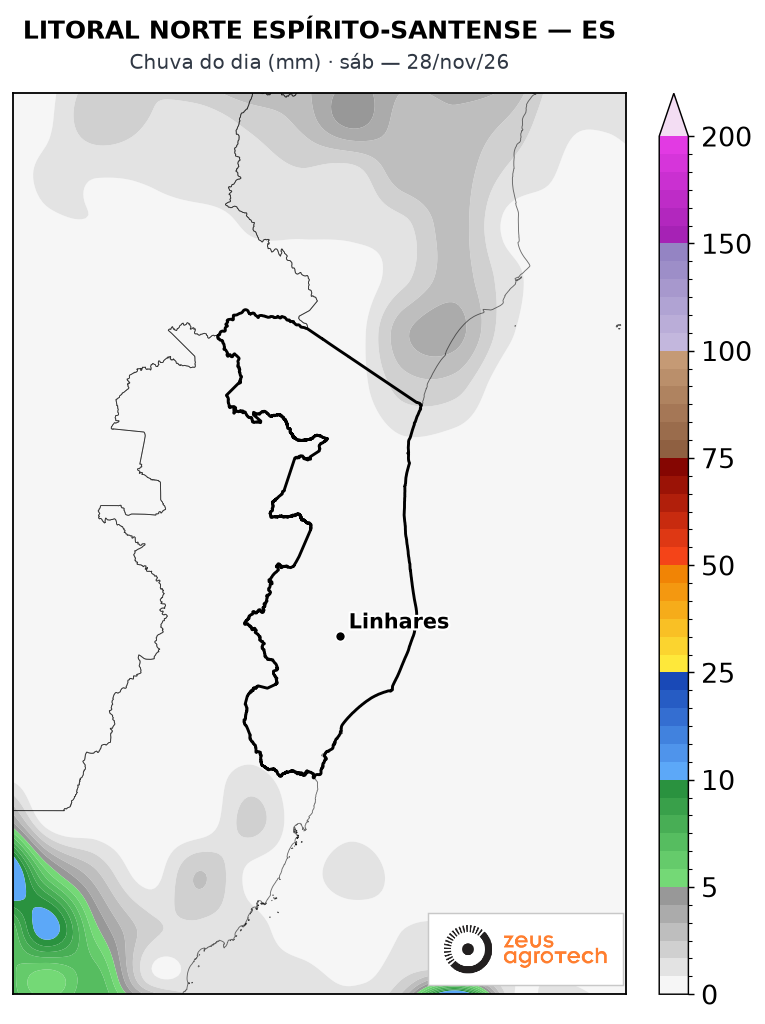 LITORAL NORTE ESPÍRITO-SANTENSE — ES
Chuva do dia (mm) · sáb — 28/nov/26
200
150
100
75
50
25
10
5
0
Linhares
zeus
agrotech